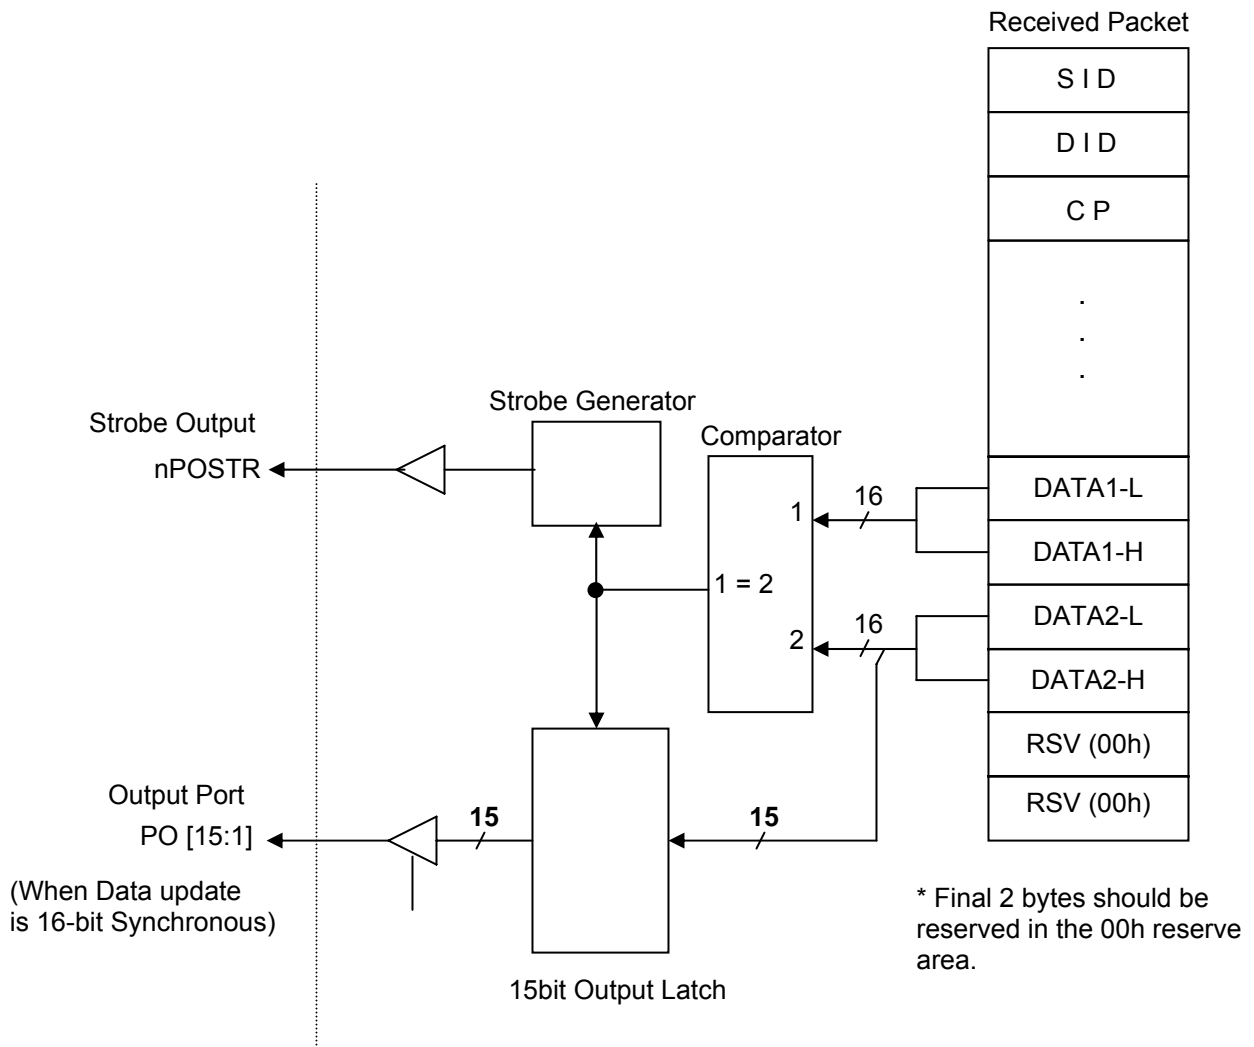 Received Packet
S I D
D I D
C P
.
.
.
Strobe Generator
Strobe Output
nPOSTR
Comparator
DATA1-L
16
1
DATA1-H
1 = 2
DATA2-L
16
2
DATA2-H
RSV (00h)
RSV (00h)
Output Port
PO [15:1]
15
15
(When Data update
is 16-bit Synchronous)
* Final 2 bytes should be
reserved in the 00h reserve
area.
15bit Output Latch